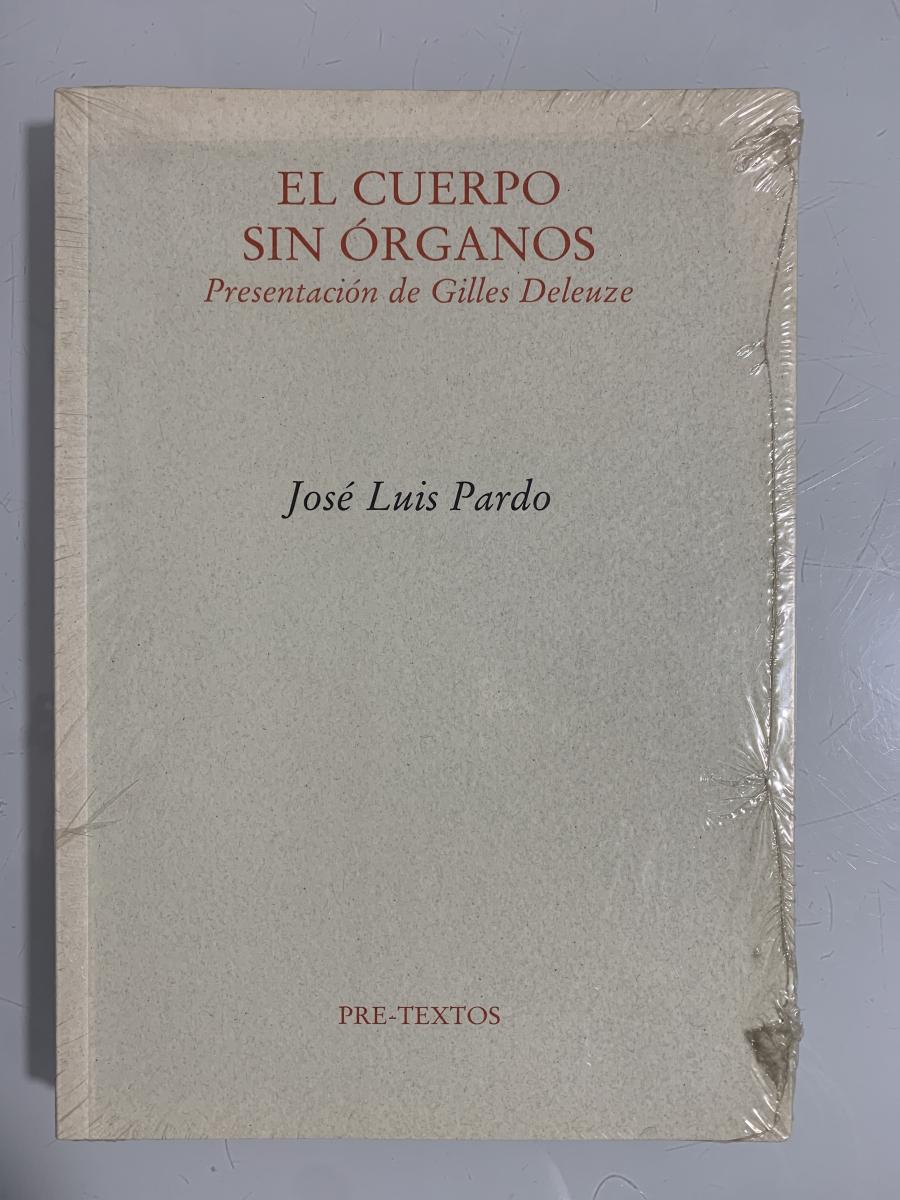 EL CUERPO
SIN ÓRGANOS
Presentación de Gilles Deleuze
José Luis Pardo
PRE-TEXTOS